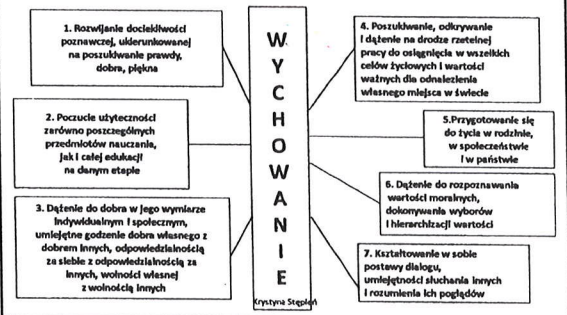 1. Rozwijanie dociekliwości
poznawczej, ukierunkowanej
na poszukiwanie prawdy,
dobra, piękna
2. Poczucie użyteczności
zarówno poszczególnych
przedmiotów nauczania,
jak i całej edukacji
na danym etapie
3. Dążenie do dobra w jego wymiarze
indywidualnym i społecznym,
umiejętne godzenie dobra własnego z
dobrem innych, odpowiedzialnością
za siebie z odpowiedzialnością za
innych, wolności własnej
z wolnością innych
W
Y
C
H
O
W
A
N
I
E
Krystyna Stępień
4. Poszukiwanie, odkrywanie
i dążenie na drodze rzetelnej
pracy do osiągnięcia w wszelkich
celów życiowych i wartości
ważnych dla odnalezienia
własnego miejsca w świecie
5.Przygotowanie się
do życia w rodzinie,
w społeczeństwie
i w państwie
6. Dążenie do rozpoznawania
wartości moralnych,
dokonywania wyborów
i hierarchizacji wartości
7. Kształtowanie w sobie
postawy dialogu,
umiejętności słuchania innych
i rozumienia ich poglądów